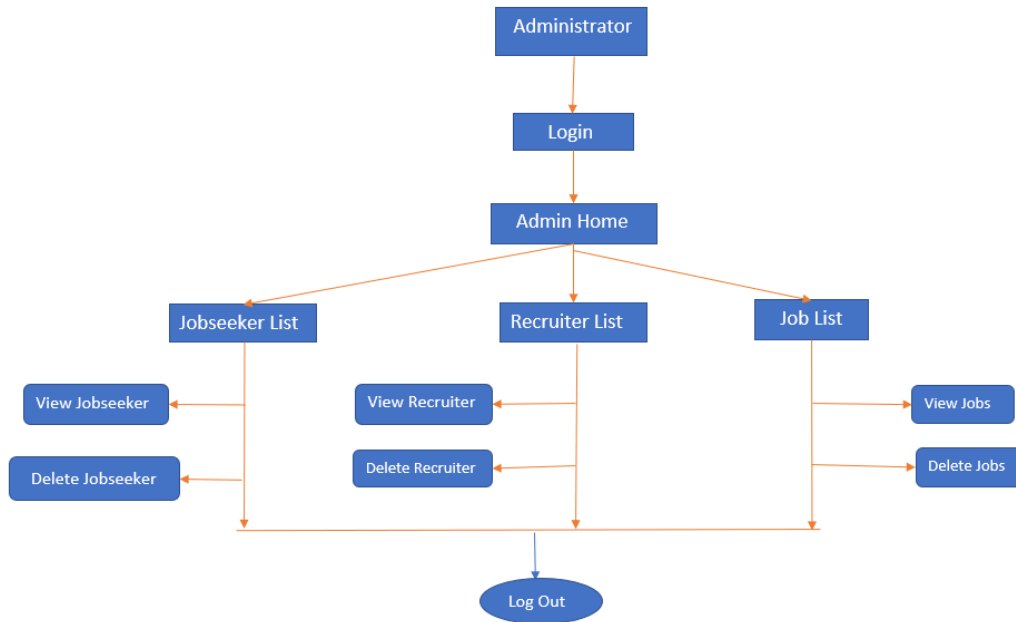 Administrator
Login
Admin Home
Jobseeker List
Recruiter List
Job List
View Jobseeker
View Recruiter
View Jobs
Delete Jobseeker
Delete Recruiter
Delete Jobs
Log Out